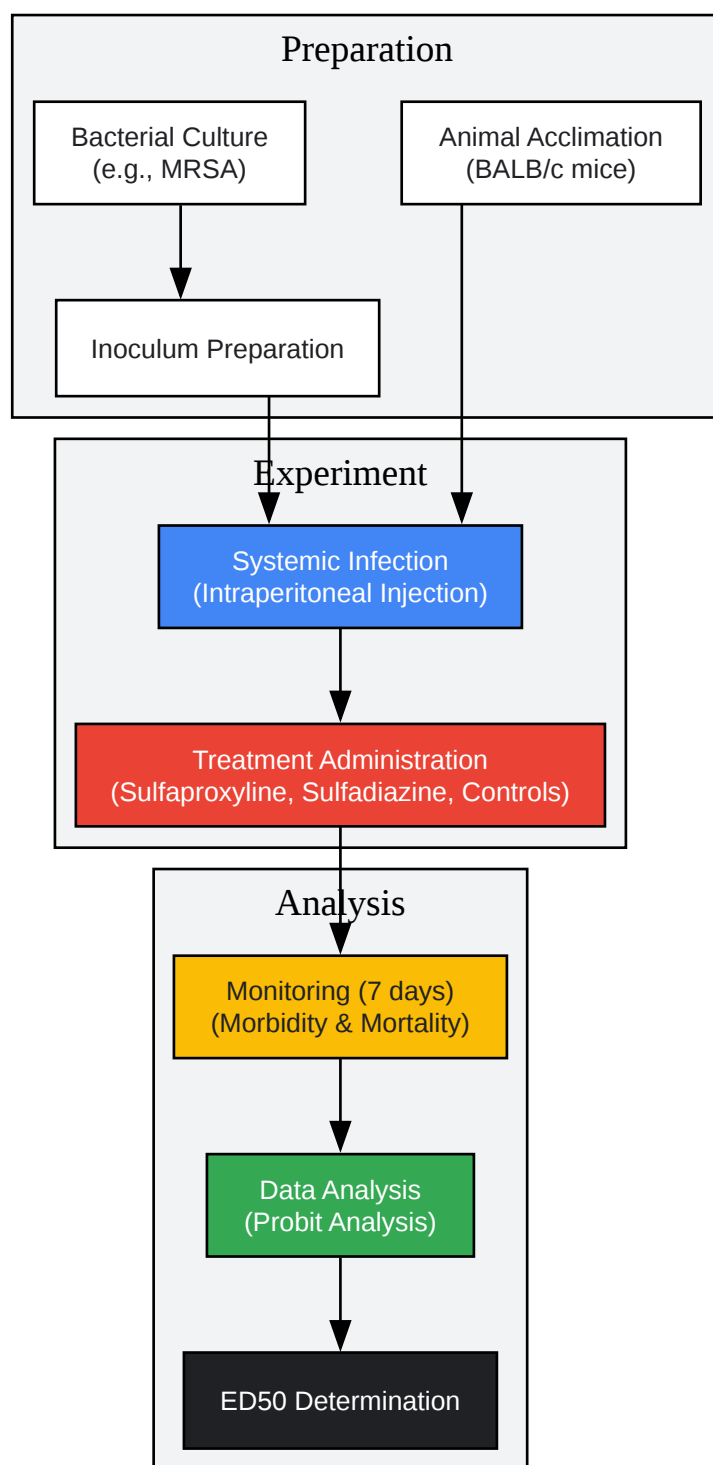 Preparation
Bacterial Culture
(e.g., MRSA)
Animal Acclimation
(BALB/c mice)
Inoculum Preparation
Experiment
Systemic Infection
(Intraperitoneal Injection)
Treatment Administration
(Sulfaproxyline, Sulfadiazine, Controls)
Analysis
Monitoring (7 days)
(Morbidity & Mortality)
Data Analysis
(Probit Analysis)
ED50 Determination